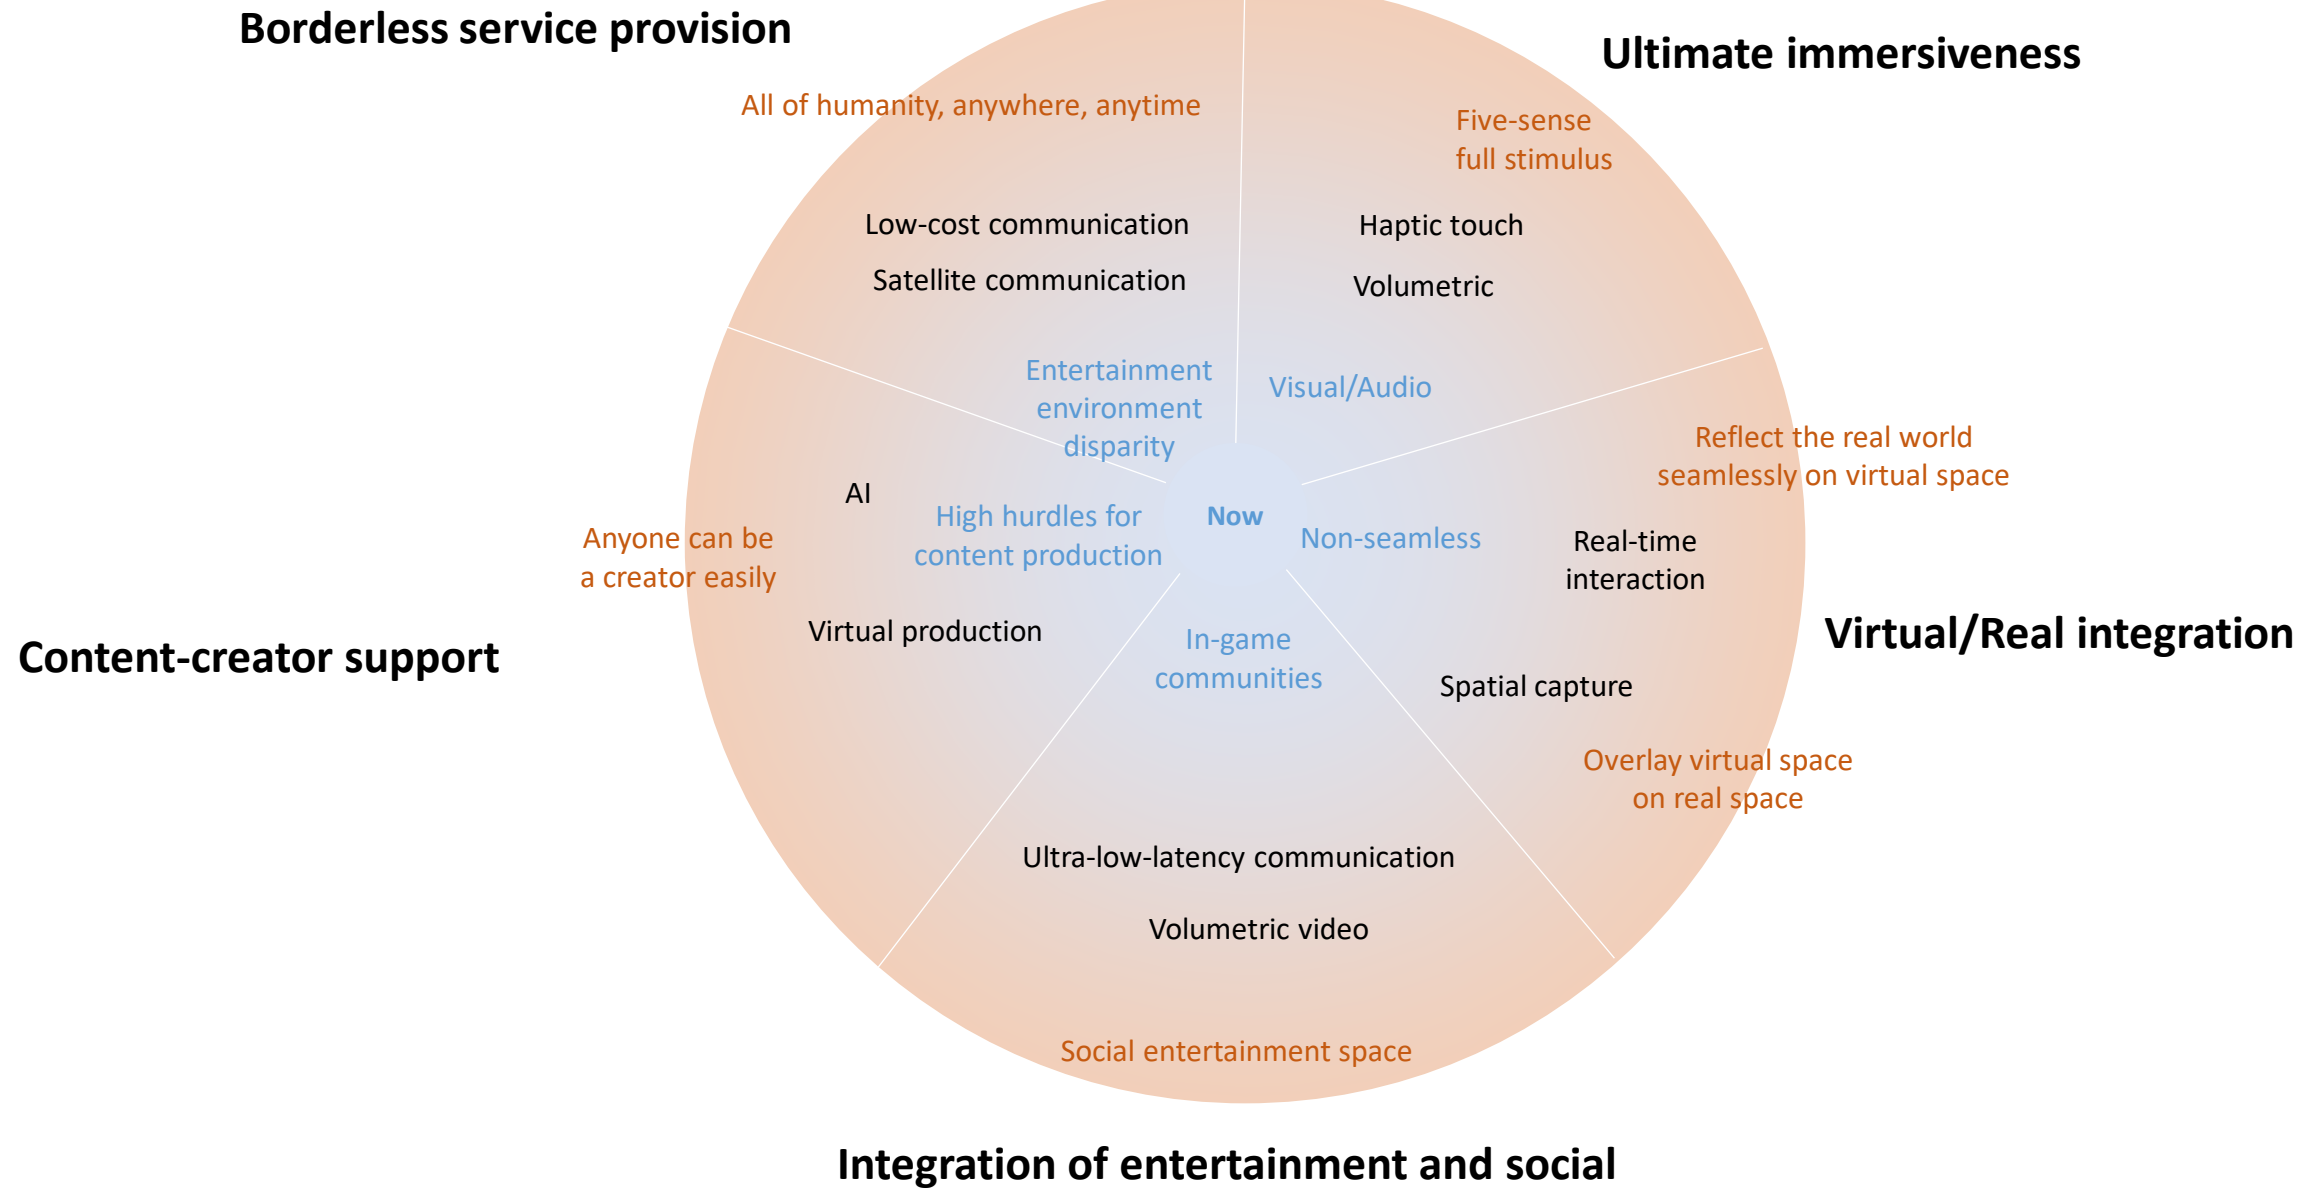 Borderless service provision
Ultimate immersiveness
All of humanity, anywhere, anytime
Five-sense
full stimulus
Low-cost communication
Haptic touch
Satellite communication
Volumetric
Entertainment
environment
disparity
Visual/Audio
Reflect the real world
seamlessly on virtual space
AI
High hurdles for
content production
Now
Non-seamless
Anyone can be
a creator easily
Real-time
interaction
Virtual production
In-game
communities
Virtual/Real integration
Content-creator support
Spatial capture
Overlay virtual space
on real space
Ultra-low-latency communication
Volumetric video
Social entertainment space
Integration of entertainment and social